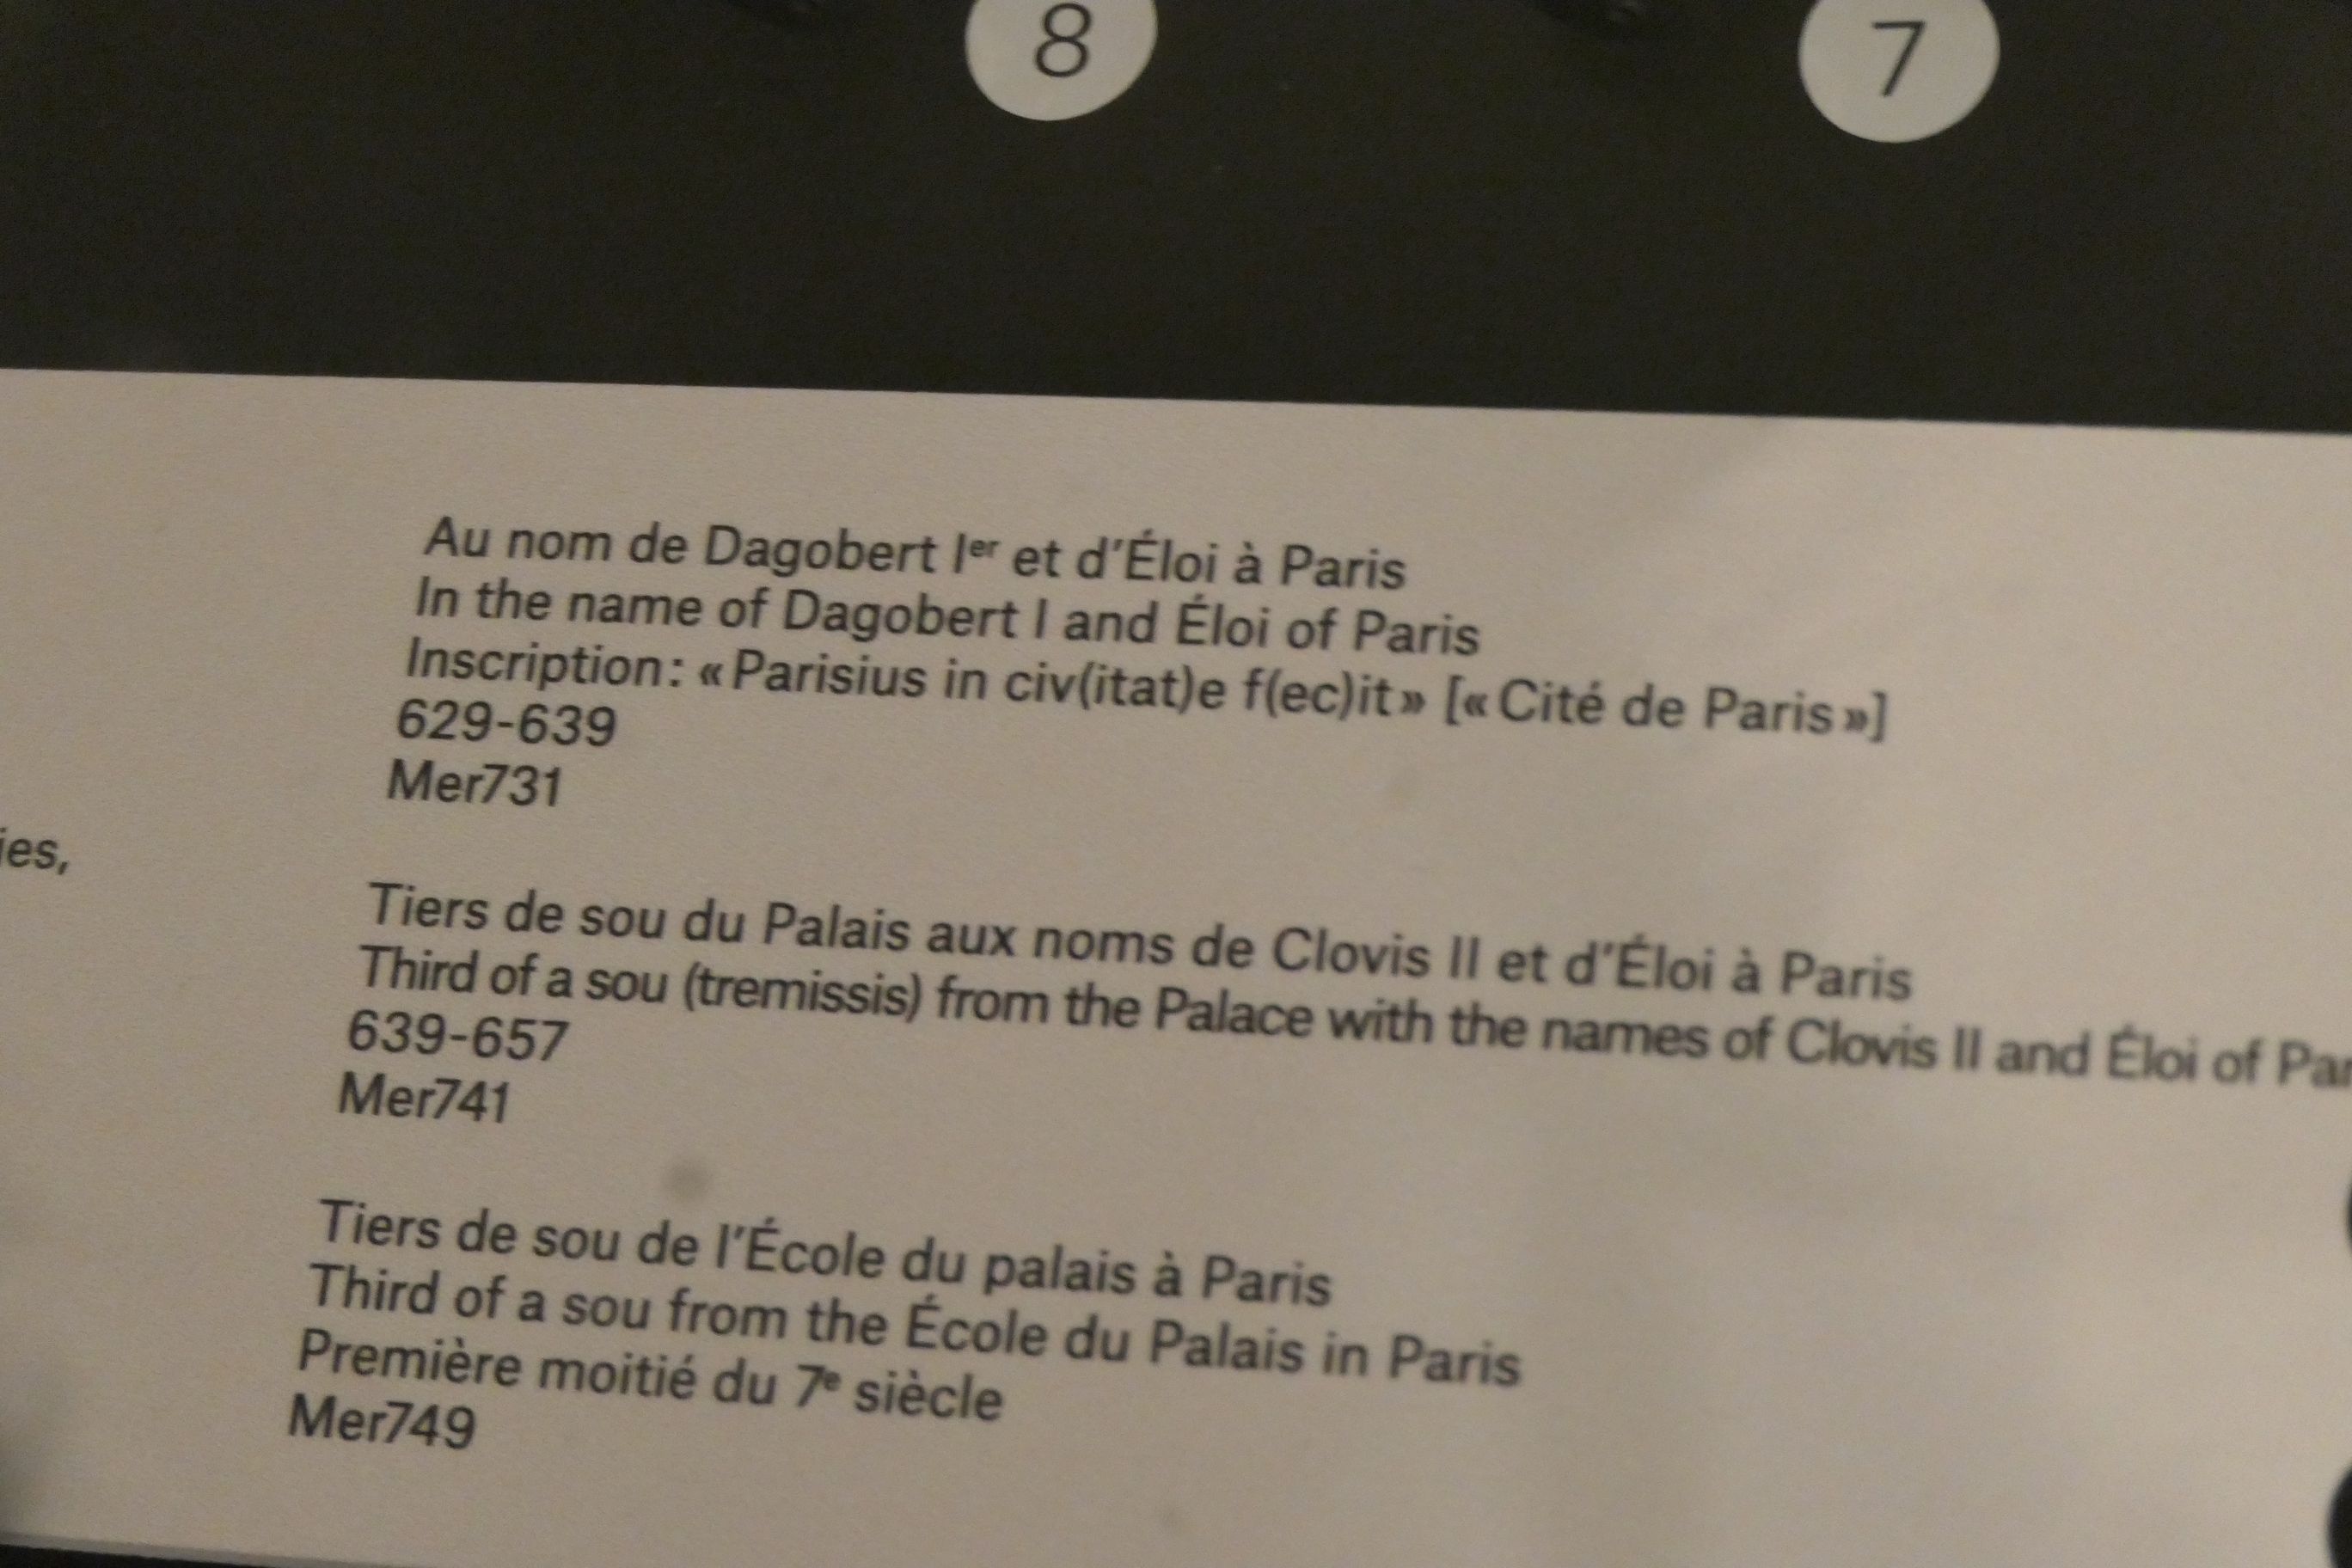 8
7
Au nom de Dagobert Ier et d'Éloi à Paris
In the name of Dagobert I and Éloi of Paris
Inscription : « Parisius in civ(itat)e f(ec)it » [« Cité de Paris »]
629-639
Mer731
ies,
Tiers de sou du Palais aux noms de Clovis II et d'Éloi à Paris
Third of a sou (tremissis) from the Palace with the names of Clovis II and Éloi of Par
639-657
Mer741
Tiers de sou de l'École du palais à Paris
Third of a sou from the École du Palais in Paris
Première moitié du 7e siècle
Mer749